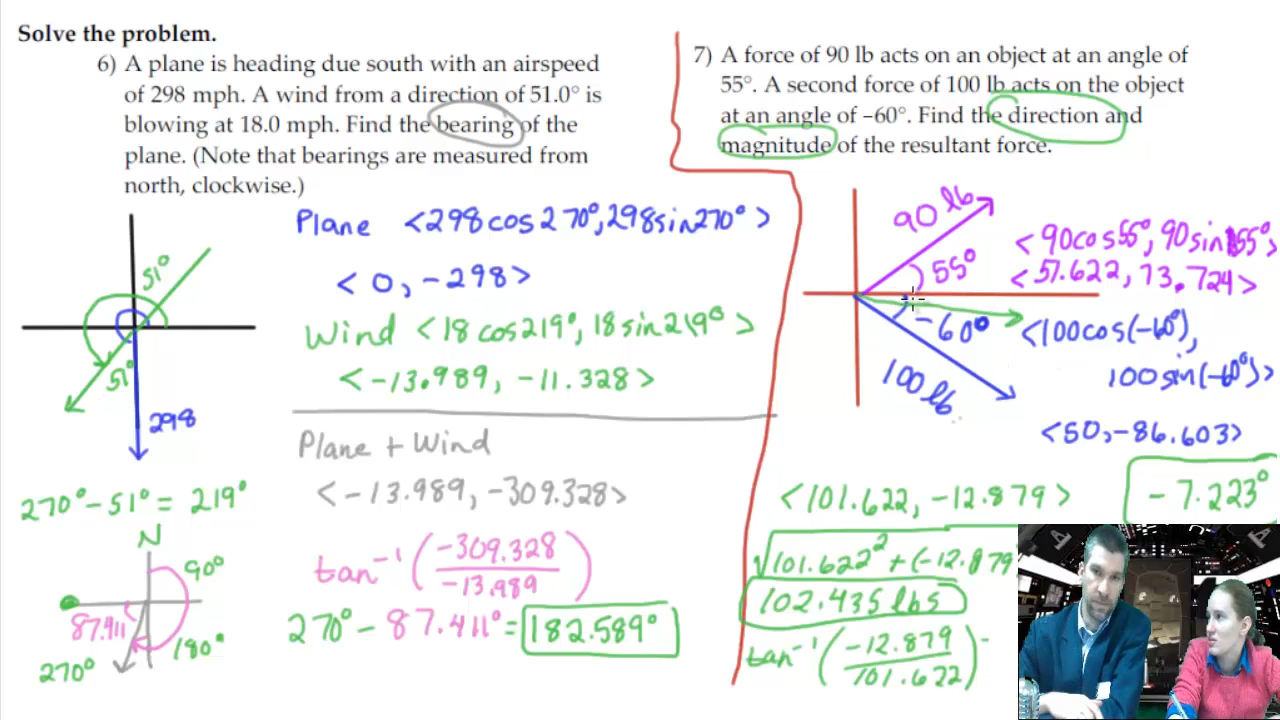 Solve the problem.
6) A plane is heading due south with an airspeed
of 298 mph. A wind from a direction of 51.0° is
blowing at 18.0 mph. Find the bearing of the
plane. (Note that bearings are measured from
north, clockwise.)
51°
51°
298
270° - 51° = 219°
N
90°
87.411
180°
270°
Plane <298cos270°, 298sin270°>
<0, -298>
Wind <18cos219°, 18sin219°>
<-13.989, -11.328>
Plane + Wind
<-13.989, -309.328>
tan⁻¹(-309.328/-13.989)
270° - 87.411° = 182.589°
7) A force of 90 lb acts on an object at an angle of
55°. A second force of 100 lb acts on the object
at an angle of –60°. Find the direction and
magnitude of the resultant force.
90 lb
55°
-60°
100 lb
<90cos55°, 90sin55°>
<57.622, 73.724>
<100cos(-60°),
100sin(-60°)>
<50, -86.603>
<101.622, -12.879>
-7.223°
√101.622² + (-12.879
102.435 lbs
tan⁻¹(-12.879/101.622)